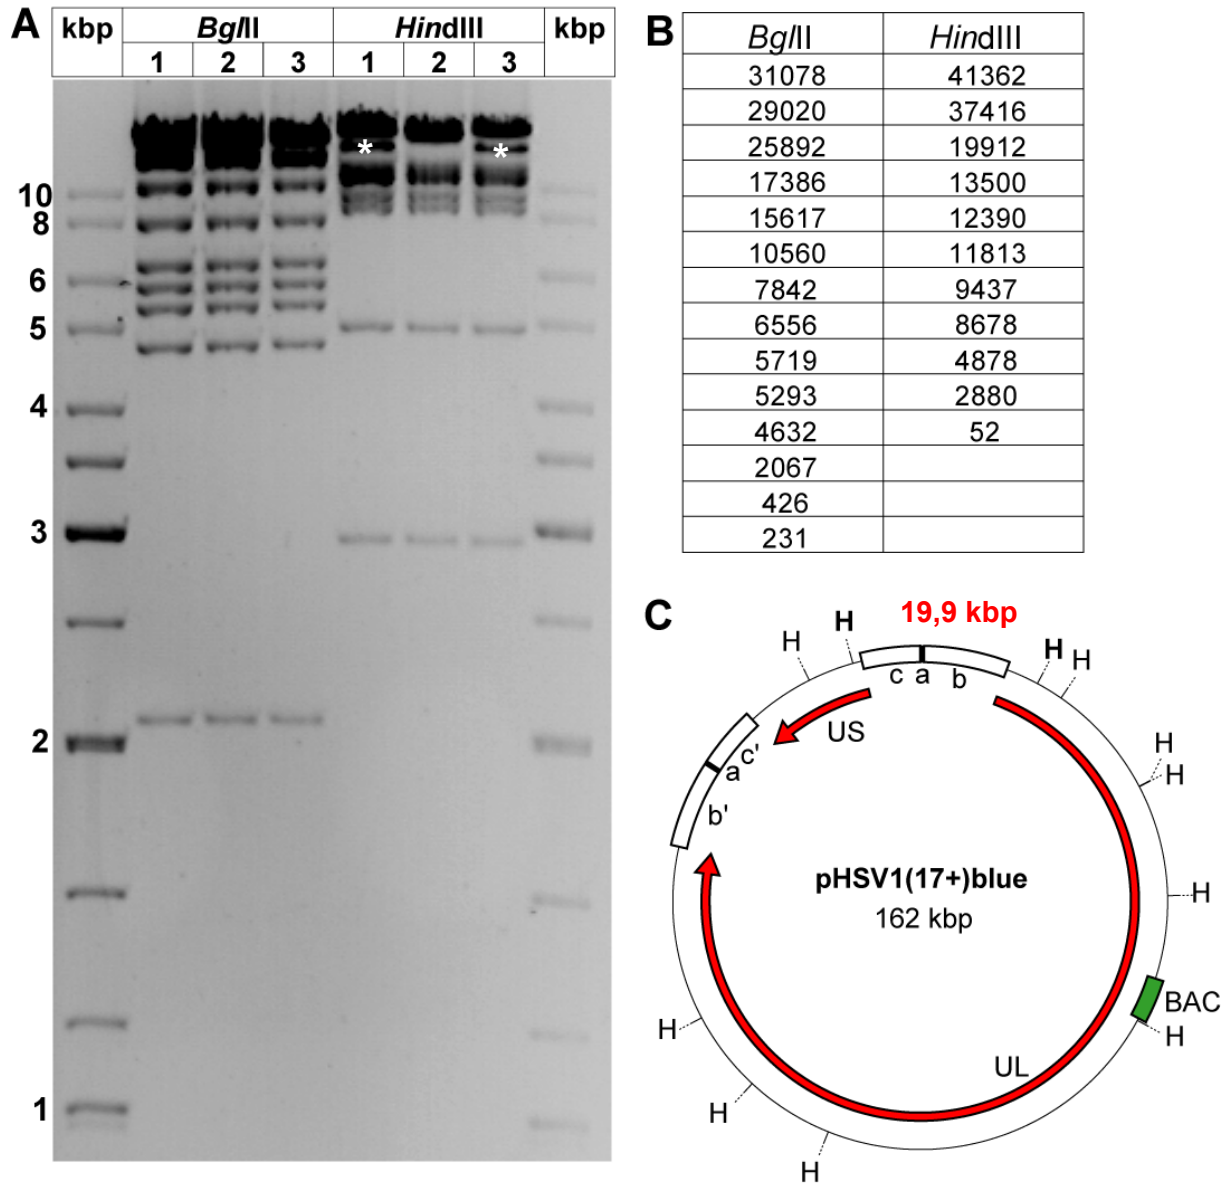 A
kbp BglII HindIII kbp
1 2 3 1 2 3
* *
10
8
6
5
4
3
2
1
B
BglII HindIII
31078 41362
29020 37416
25892 19912
17386 13500
15617 12390
10560 11813
7842 9437
6556 8678
5719 4878
5293 2880
4632 52
2067
426
231
C
19,9 kbp
H H H H
c a b
US
a c'
b'
H
H
pHSV1(17+)blue
162 kbp
H
BAC
H
H
UL
H
H